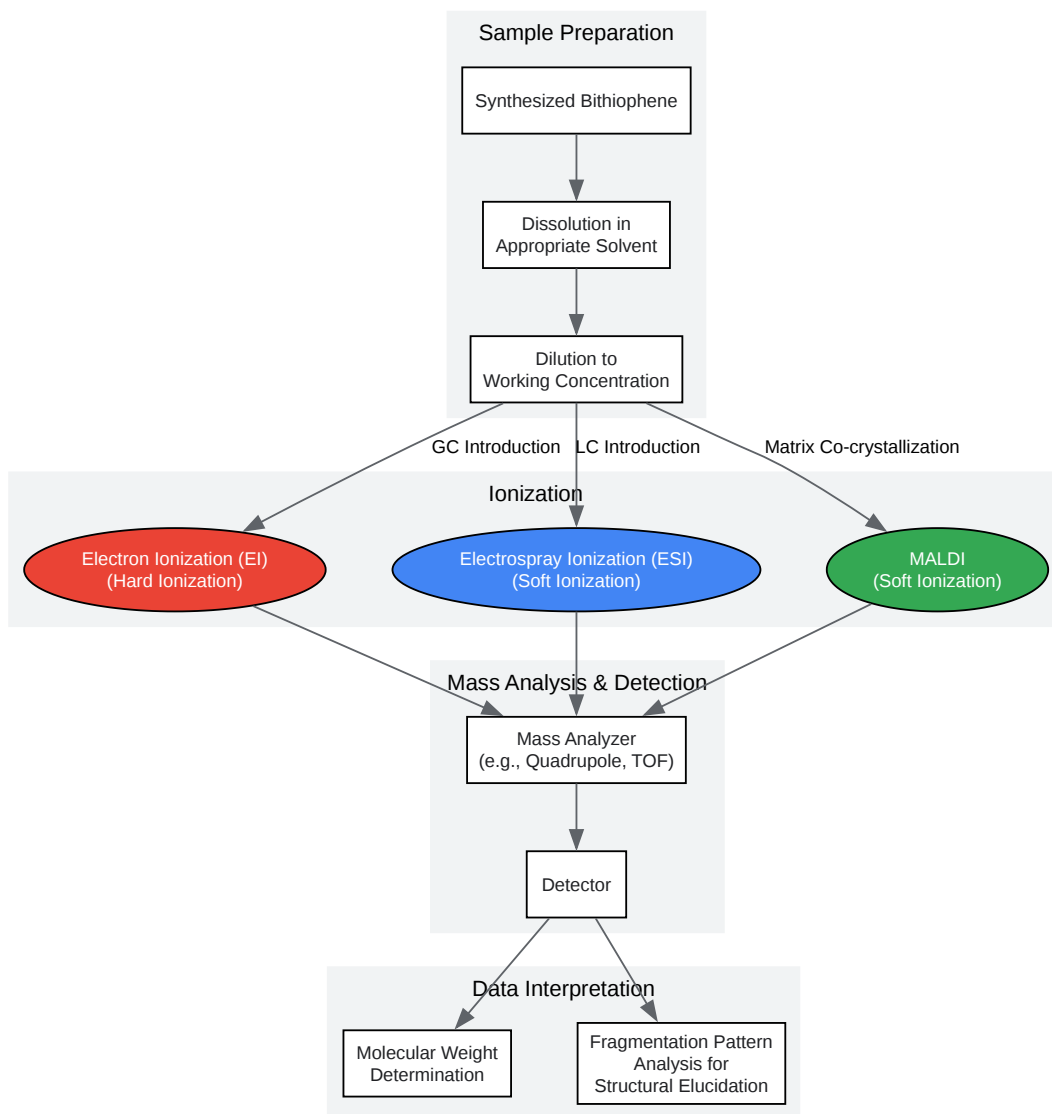 Sample Preparation
Synthesized Bithiophene
Dissolution in
Appropriate Solvent
Dilution to
Working Concentration
GC Introduction
LC Introduction
Matrix Co-crystallization
Ionization
Electron Ionization (EI)
(Hard Ionization)
Electrospray Ionization (ESI)
(Soft Ionization)
MALDI
(Soft Ionization)
Mass Analysis & Detection
Mass Analyzer
(e.g., Quadrupole, TOF)
Detector
Data Interpretation
Molecular Weight
Determination
Fragmentation Pattern
Analysis for
Structural Elucidation